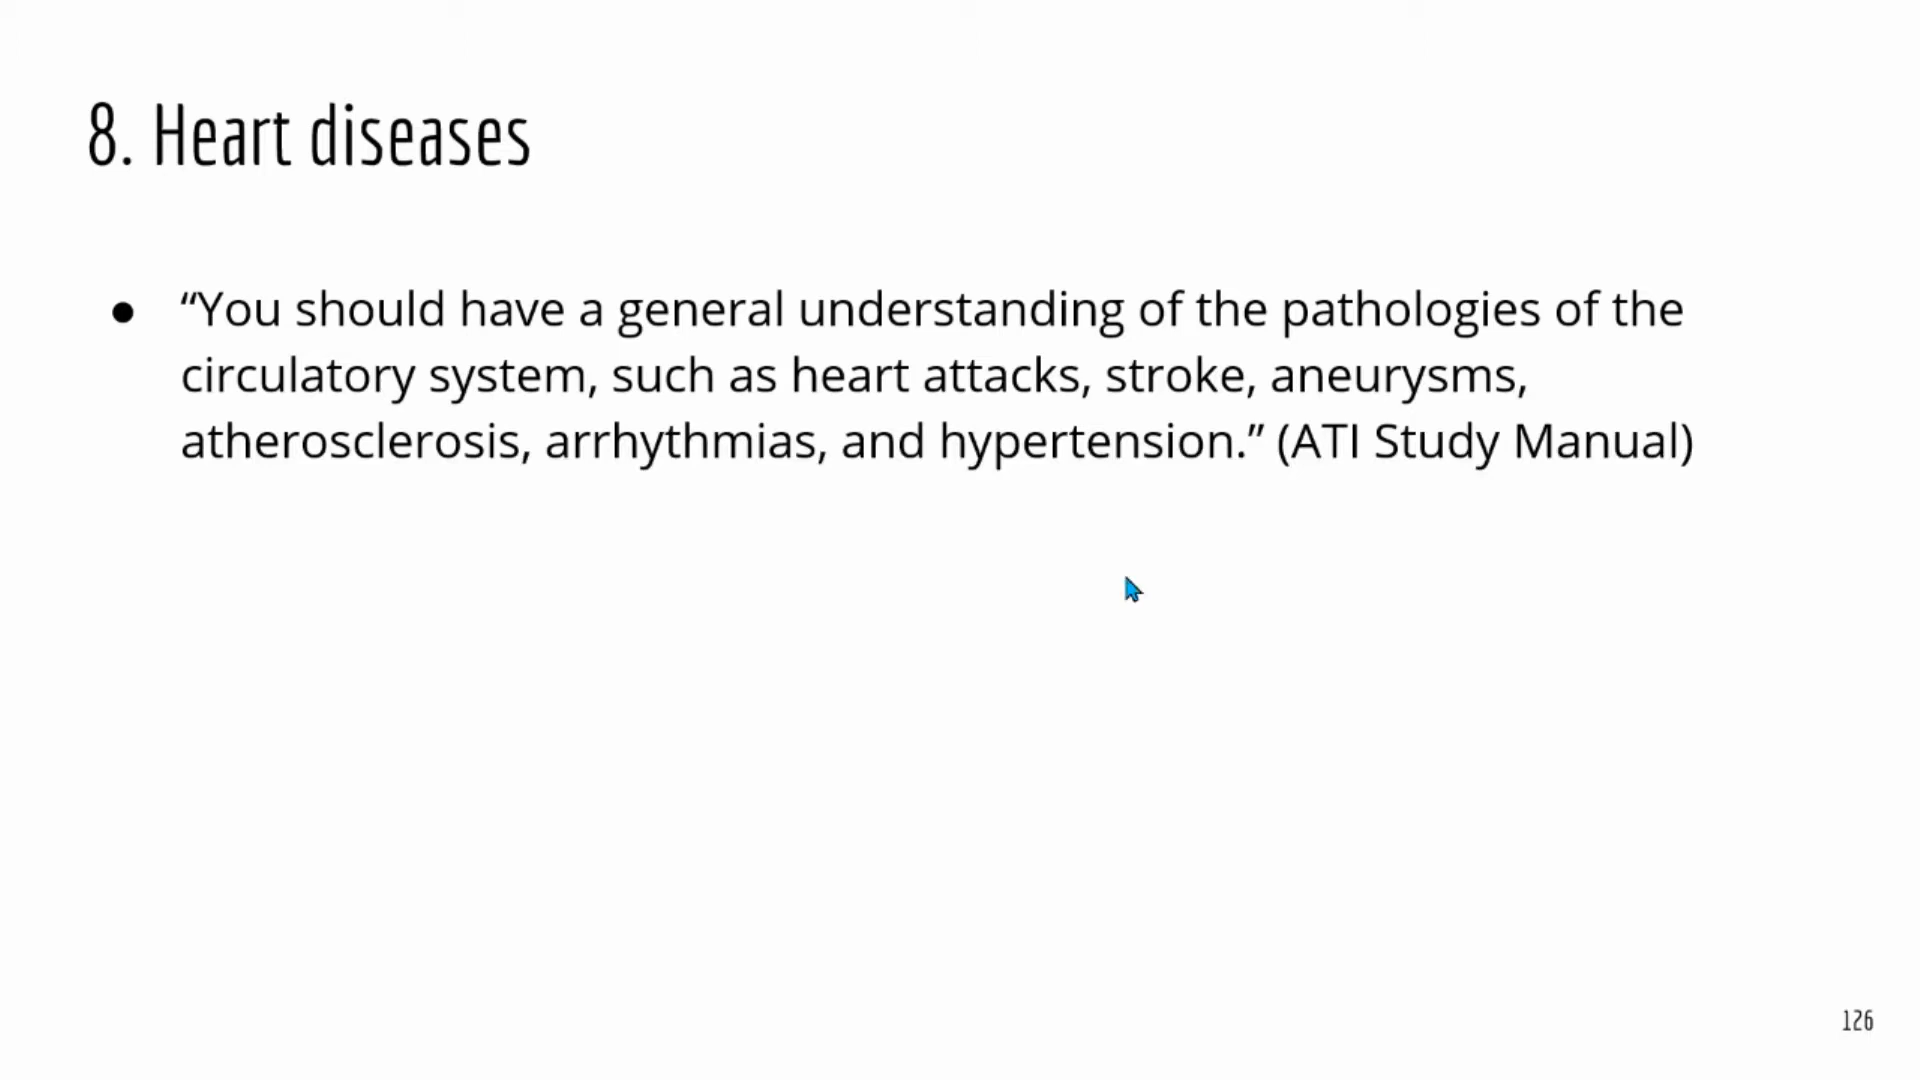 8. Heart diseases
● “You should have a general understanding of the pathologies of the
circulatory system, such as heart attacks, stroke, aneurysms,
atherosclerosis, arrhythmias, and hypertension.” (ATI Study Manual)
126